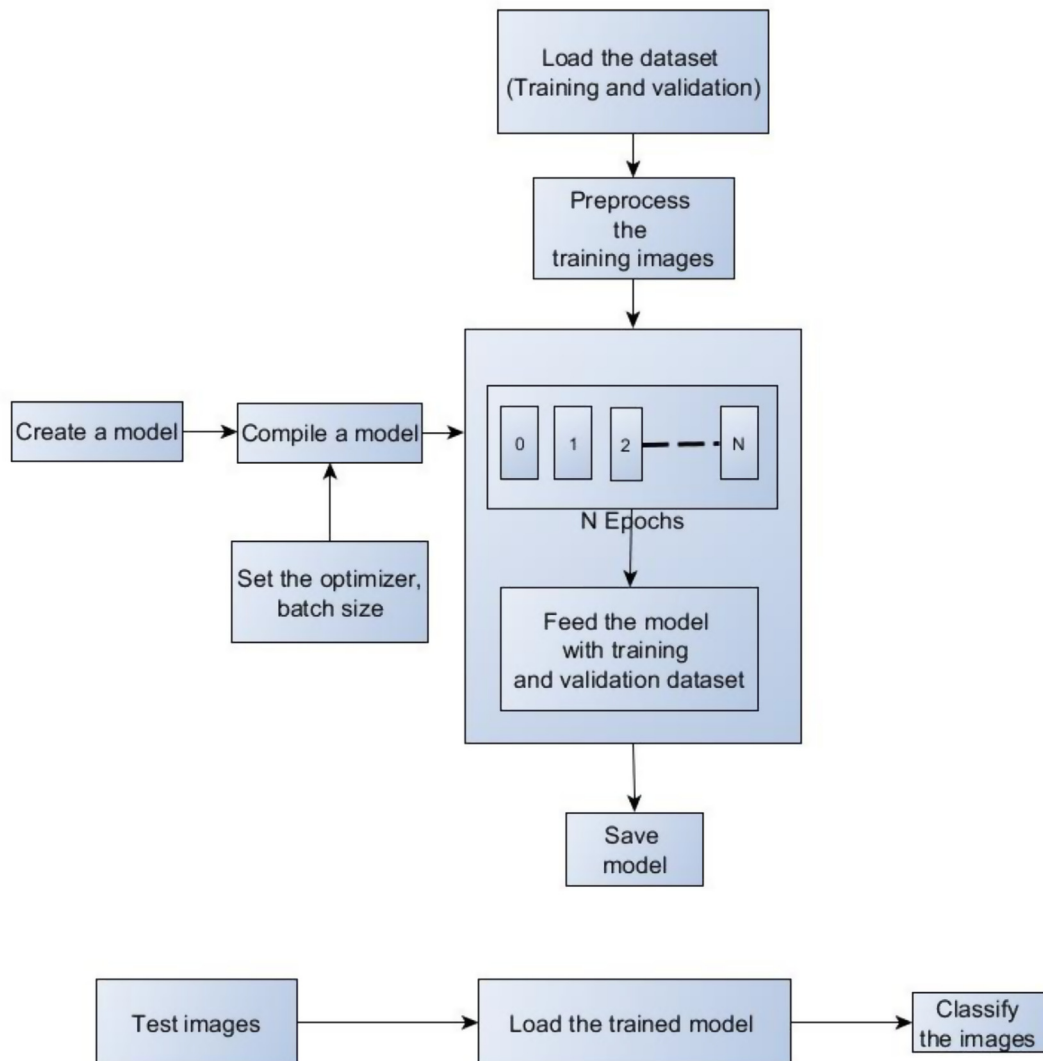 Load the dataset
(Training and validation)
Preprocess
the
training images
Create a model
Compile a model
0 1 2 N
N Epochs
Set the optimizer,
batch size
Feed the model
with training
and validation dataset
Save
model
Test images
Load the trained model
Classify
the images